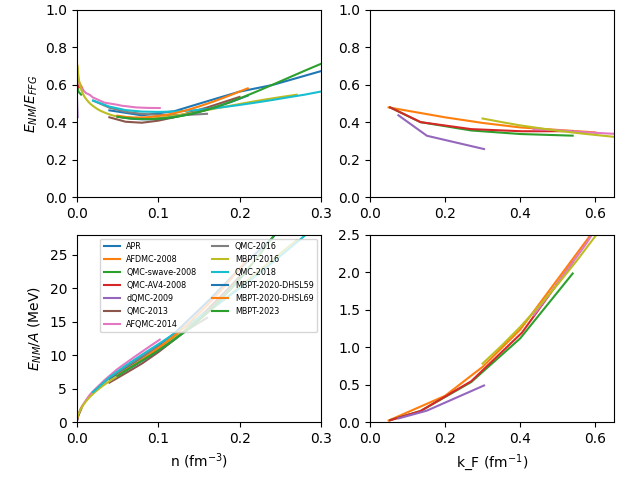 1.0
0.8
0.6
0.4
0.2
0.0
E_NM/E_FFG
0.0 0.1 0.2 0.3
1.0
0.8
0.6
0.4
0.2
0.0
0.0 0.2 0.4 0.6
25
20
15
10
5
0
E_NM/A (MeV)
APR
AFDMC-2008
QMC-swave-2008
QMC-AV4-2008
dQMC-2009
QMC-2013
AFQMC-2014
QMC-2016
MBPT-2016
QMC-2018
MBPT-2020-DHSL59
MBPT-2020-DHSL69
MBPT-2023
0.0 0.1 0.2 0.3
n (fm⁻³)
2.5
2.0
1.5
1.0
0.5
0.0
0.0 0.2 0.4 0.6
k_F (fm⁻¹)